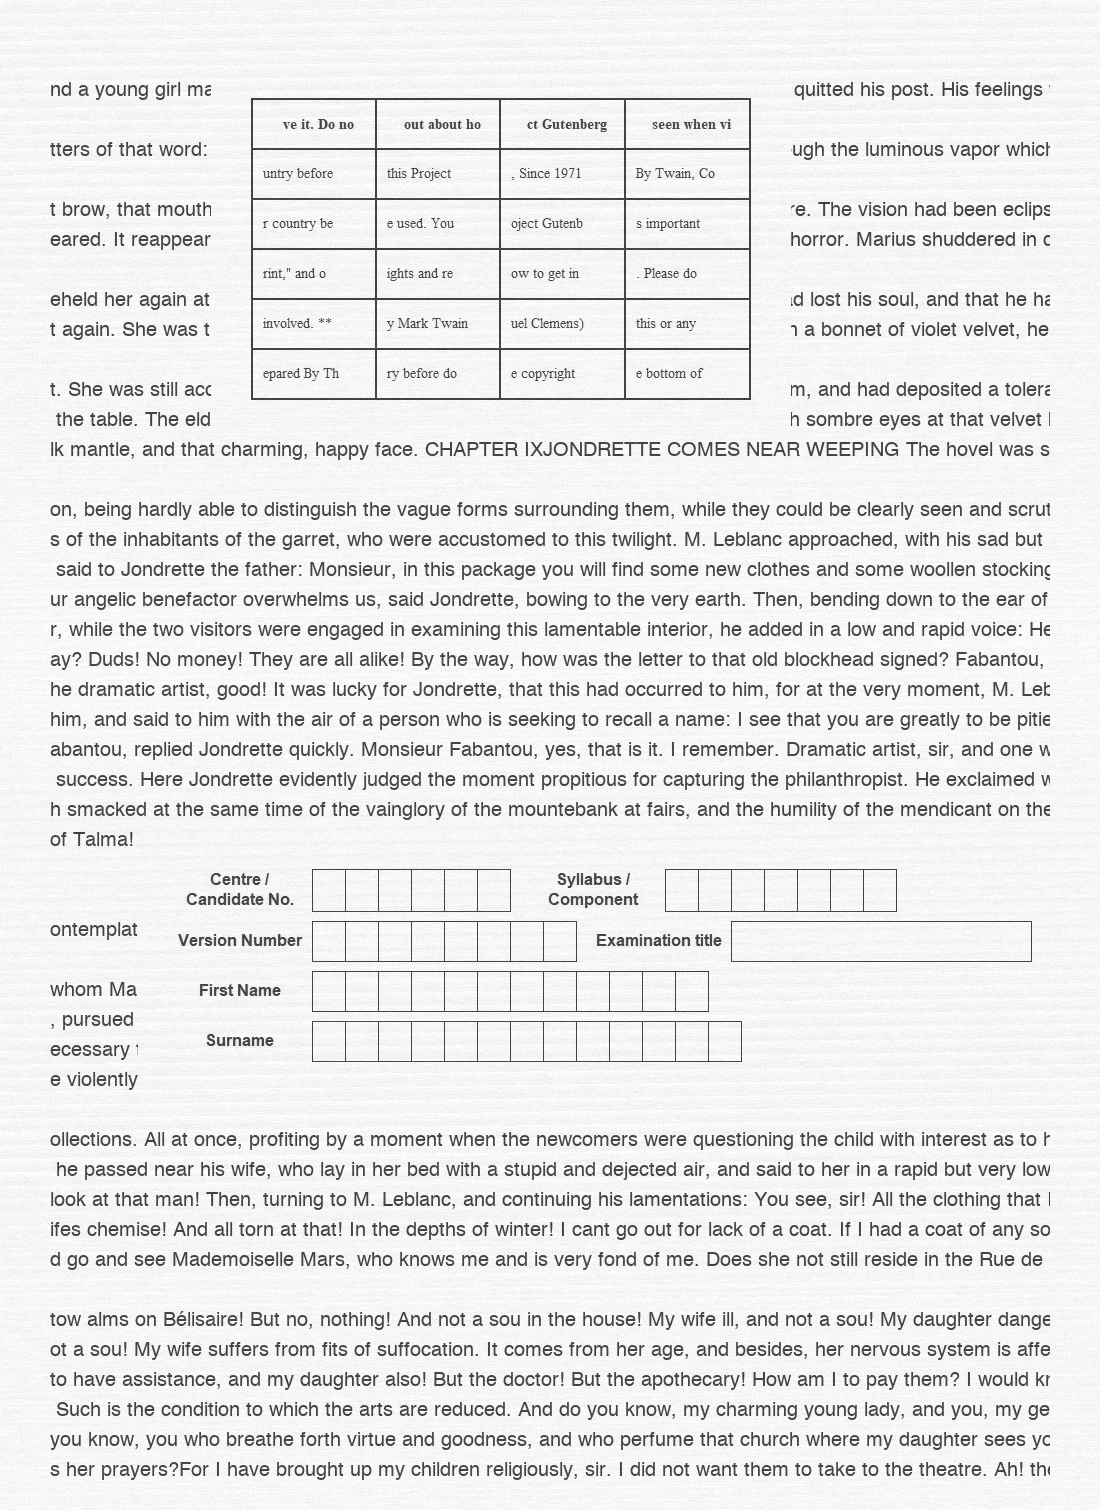 nd a young girl ma
quitted his post. His feelings
ve it. Do no out about ho ct Gutenberg seen when vi
tters of that word:
ugh the luminous vapor which
untry before this Project , Since 1971 By Twain, Co
t brow, that mouth
re. The vision had been eclips
r country be e used. You oject Gutenb s important
eared. It reappear
horror. Marius shuddered in
rint," and o ights and re ow to get in . Please do
eheld her again at
d lost his soul, and that he ha
involved. ** y Mark Twain uel Clemens) this or any
t again. She was t
n a bonnet of violet velvet, he
epared By Th ry before do e copyright e bottom of
t. She was still acc
m, and had deposited a tolera
the table. The eld
h sombre eyes at that velvet
lk mantle, and that charming, happy face. CHAPTER IXJONDRETTE COMES NEAR WEEPING The hovel was s
on, being hardly able to distinguish the vague forms surrounding them, while they could be clearly seen and scrut
s of the inhabitants of the garret, who were accustomed to this twilight. M. Leblanc approached, with his sad but
said to Jondrette the father: Monsieur, in this package you will find some new clothes and some woollen stocking
ur angelic benefactor overwhelms us, said Jondrette, bowing to the very earth. Then, bending down to the ear of
r, while the two visitors were engaged in examining this lamentable interior, he added in a low and rapid voice: He
ay? Duds! No money! They are all alike! By the way, how was the letter to that old blockhead signed? Fabantou,
he dramatic artist, good! It was lucky for Jondrette, that this had occurred to him, for at the very moment, M. Leb
him, and said to him with the air of a person who is seeking to recall a name: I see that you are greatly to be pitie
abantou, replied Jondrette quickly. Monsieur Fabantou, yes, that is it. I remember. Dramatic artist, sir, and one w
success. Here Jondrette evidently judged the moment propitious for capturing the philanthropist. He exclaimed w
h smacked at the same time of the vainglory of the mountebank at fairs, and the humility of the mendicant on the
of Talma!
Centre /
Candidate No.
Syllabus /
Component
ontemplat
Version Number
Examination title
whom Ma
First Name
, pursued
ecessary
Surname
e violently
ollections. All at once, profiting by a moment when the newcomers were questioning the child with interest as to h
he passed near his wife, who lay in her bed with a stupid and dejected air, and said to her in a rapid but very low
look at that man! Then, turning to M. Leblanc, and continuing his lamentations: You see, sir! All the clothing that
ifes chemise! And all torn at that! In the depths of winter! I cant go out for lack of a coat. If I had a coat of any so
d go and see Mademoiselle Mars, who knows me and is very fond of me. Does she not still reside in the Rue de
tow alms on Bélisaire! But no, nothing! And not a sou in the house! My wife ill, and not a sou! My daughter dange
ot a sou! My wife suffers from fits of suffocation. It comes from her age, and besides, her nervous system is affe
to have assistance, and my daughter also! But the doctor! But the apothecary! How am I to pay them? I would kn
Such is the condition to which the arts are reduced. And do you know, my charming young lady, and you, my ge
you know, you who breathe forth virtue and goodness, and who perfume that church where my daughter sees yo
s her prayers?For I have brought up my children religiously, sir. I did not want them to take to the theatre. Ah! the